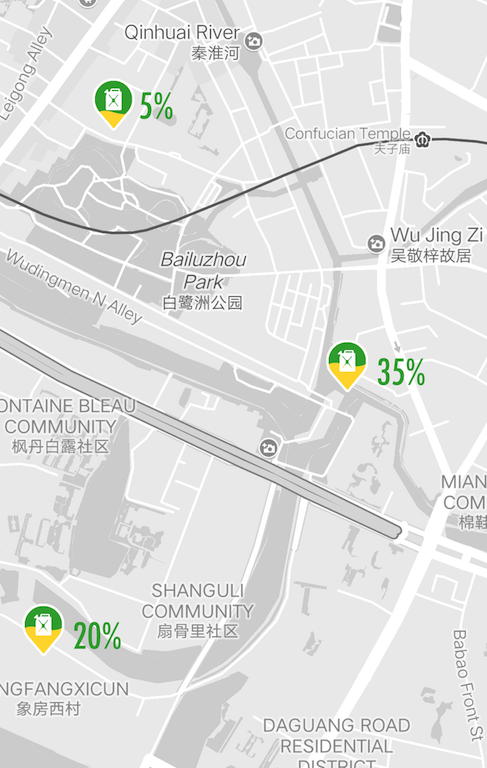 Qinhuai River
秦淮河
Leigong Alley
5%
Confucian Temple
夫子庙
Wu Jing Zi
吴敬梓故居
Bailuzhou
Park
白鹭洲公园
Wudingmen N Alley
35%
ONTAINE BLEAU
COMMUNITY
枫丹白露社区
MIAN
COM
棉鞋
SHANGULI
COMMUNITY
扇骨里社区
20%
NGFANGXICUN
象房西村
Babao Front St
DAGUANG ROAD
RESIDENTIAL
DISTRICT